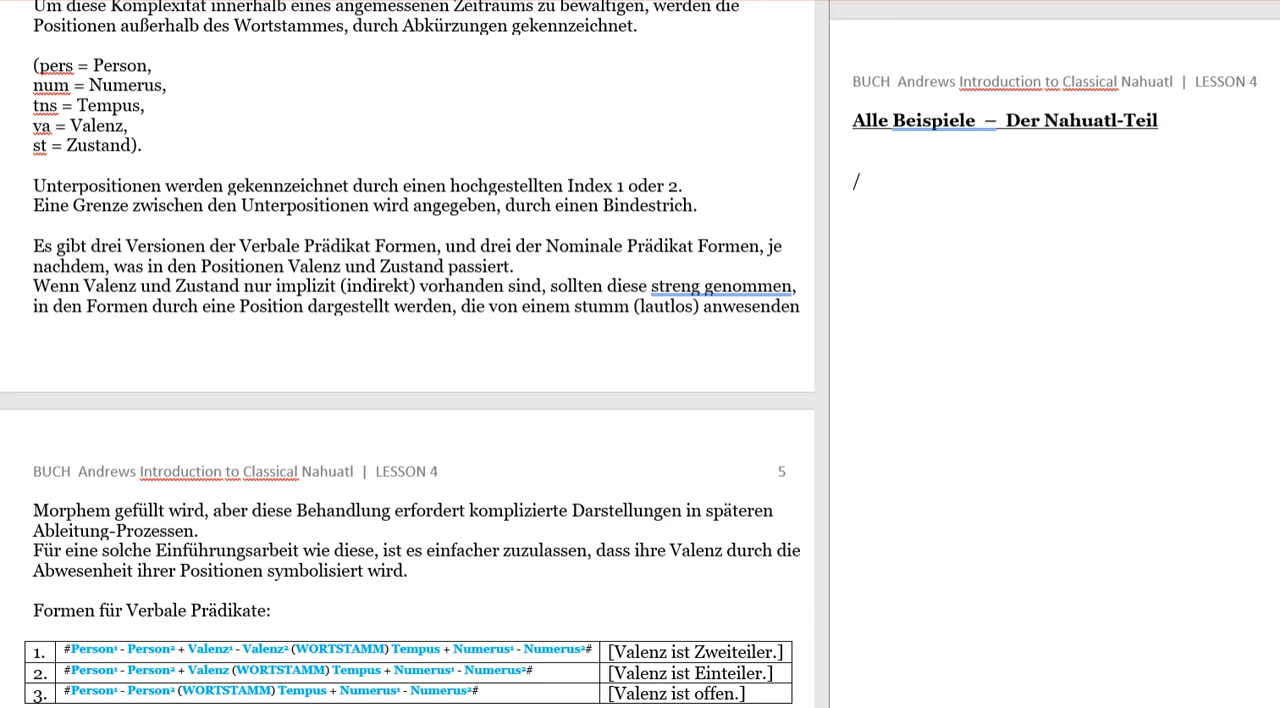 Um diese Komplexität innerhalb eines angemessenen Zeitraums zu bewältigen, werden die
Positionen außerhalb des Wortstammes, durch Abkürzungen gekennzeichnet.
(pers = Person,
num = Numerus,
tns = Tempus,
va = Valenz,
st = Zustand).
Unterpositionen werden gekennzeichnet durch einen hochgestellten Index 1 oder 2.
Eine Grenze zwischen den Unterpositionen wird angegeben, durch einen Bindestrich.
Es gibt drei Versionen der Verbale Prädikat Formen, und drei der Nominale Prädikat Formen, je
nachdem, was in den Positionen Valenz und Zustand passiert.
Wenn Valenz und Zustand nur implizit (indirekt) vorhanden sind, sollten diese streng genommen,
in den Formen durch eine Position dargestellt werden, die von einem stumm (lautlos) anwesenden
BUCH Andrews Introduction to Classical Nahuatl | LESSON 4 5
Morphem gefüllt wird, aber diese Behandlung erfordert komplizierte Darstellungen in späteren
Ableitung-Prozessen.
Für eine solche Einführungsarbeit wie diese, ist es einfacher zuzulassen, dass ihre Valenz durch die
Abwesenheit ihrer Positionen symbolisiert wird.
Formen für Verbale Prädikate:
1. #Person¹ - Person² + Valenz¹ - Valenz² (WORTSTAMM) Tempus + Numerus¹ - Numerus²# [Valenz ist Zweiteiler.]
2. #Person¹ - Person² + Valenz (WORTSTAMM) Tempus + Numerus¹ - Numerus²# [Valenz ist Einteiler.]
3. #Person¹ - Person² (WORTSTAMM) Tempus + Numerus¹ - Numerus²# [Valenz ist offen.]
BUCH Andrews Introduction to Classical Nahuatl | LESSON 4
Alle Beispiele – Der Nahuatl-Teil
/